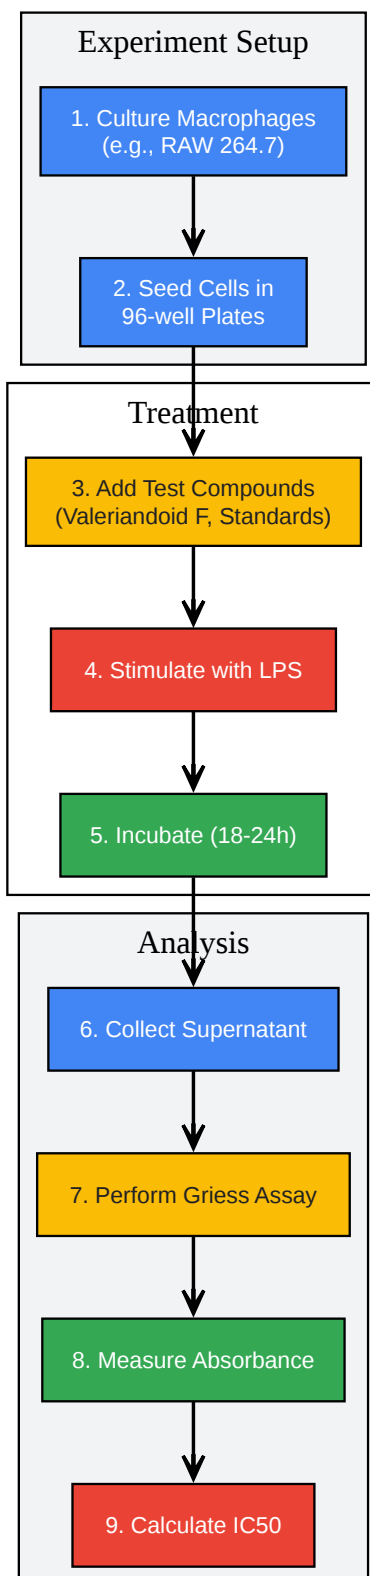 Experiment Setup
1. Culture Macrophages
(e.g., RAW 264.7)
2. Seed Cells in
96-well Plates
Treatment
3. Add Test Compounds
(Valeriandoid F, Standards)
4. Stimulate with LPS
5. Incubate (18-24h)
Analysis
6. Collect Supernatant
7. Perform Griess Assay
8. Measure Absorbance
9. Calculate IC50